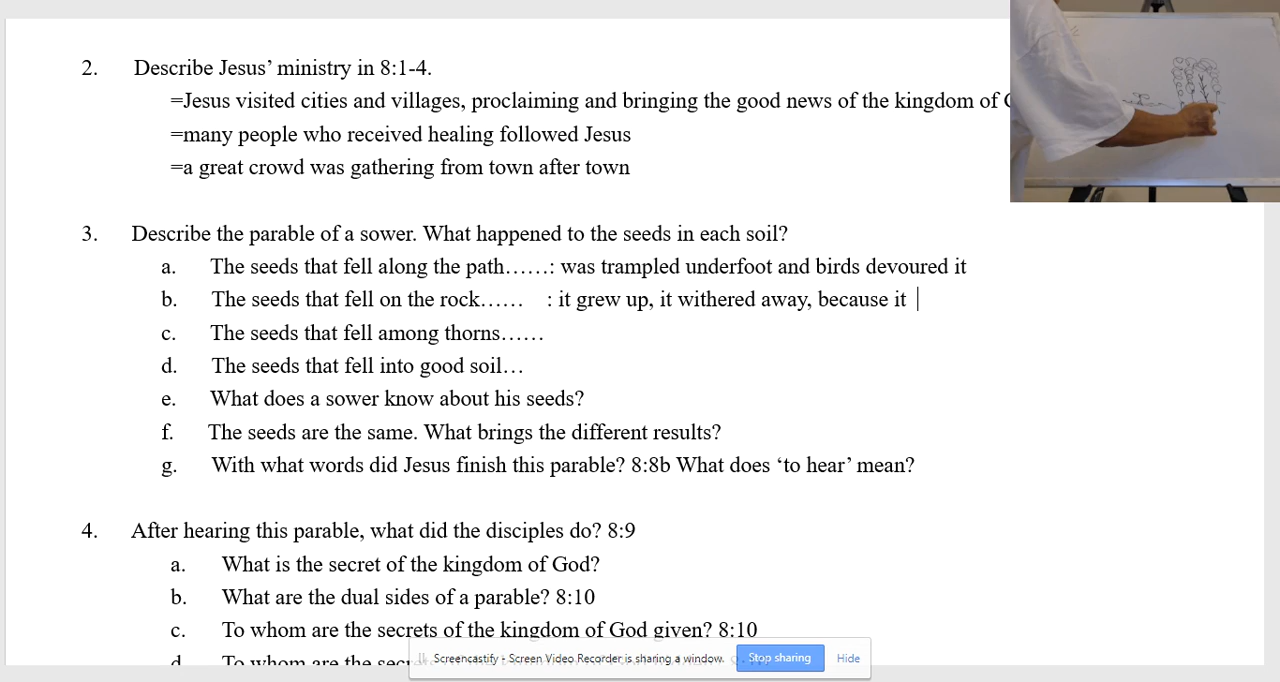 2. Describe Jesus’ ministry in 8:1-4.
=Jesus visited cities and villages, proclaiming and bringing the good news of the kingdom of
=many people who received healing followed Jesus
=a great crowd was gathering from town after town
3. Describe the parable of a sower. What happened to the seeds in each soil?
a. The seeds that fell along the path……: was trampled underfoot and birds devoured it
b. The seeds that fell on the rock…… : it grew up, it withered away, because it
c. The seeds that fell among thorns……
d. The seeds that fell into good soil…
e. What does a sower know about his seeds?
f. The seeds are the same. What brings the different results?
g. With what words did Jesus finish this parable? 8:8b What does ‘to hear’ mean?
4. After hearing this parable, what did the disciples do? 8:9
a. What is the secret of the kingdom of God?
b. What are the dual sides of a parable? 8:10
c. To whom are the secrets of the kingdom of God given? 8:10
d. To whom are the
Screencastify - Screen Video Recorder is sharing a window. Stop sharing Hide